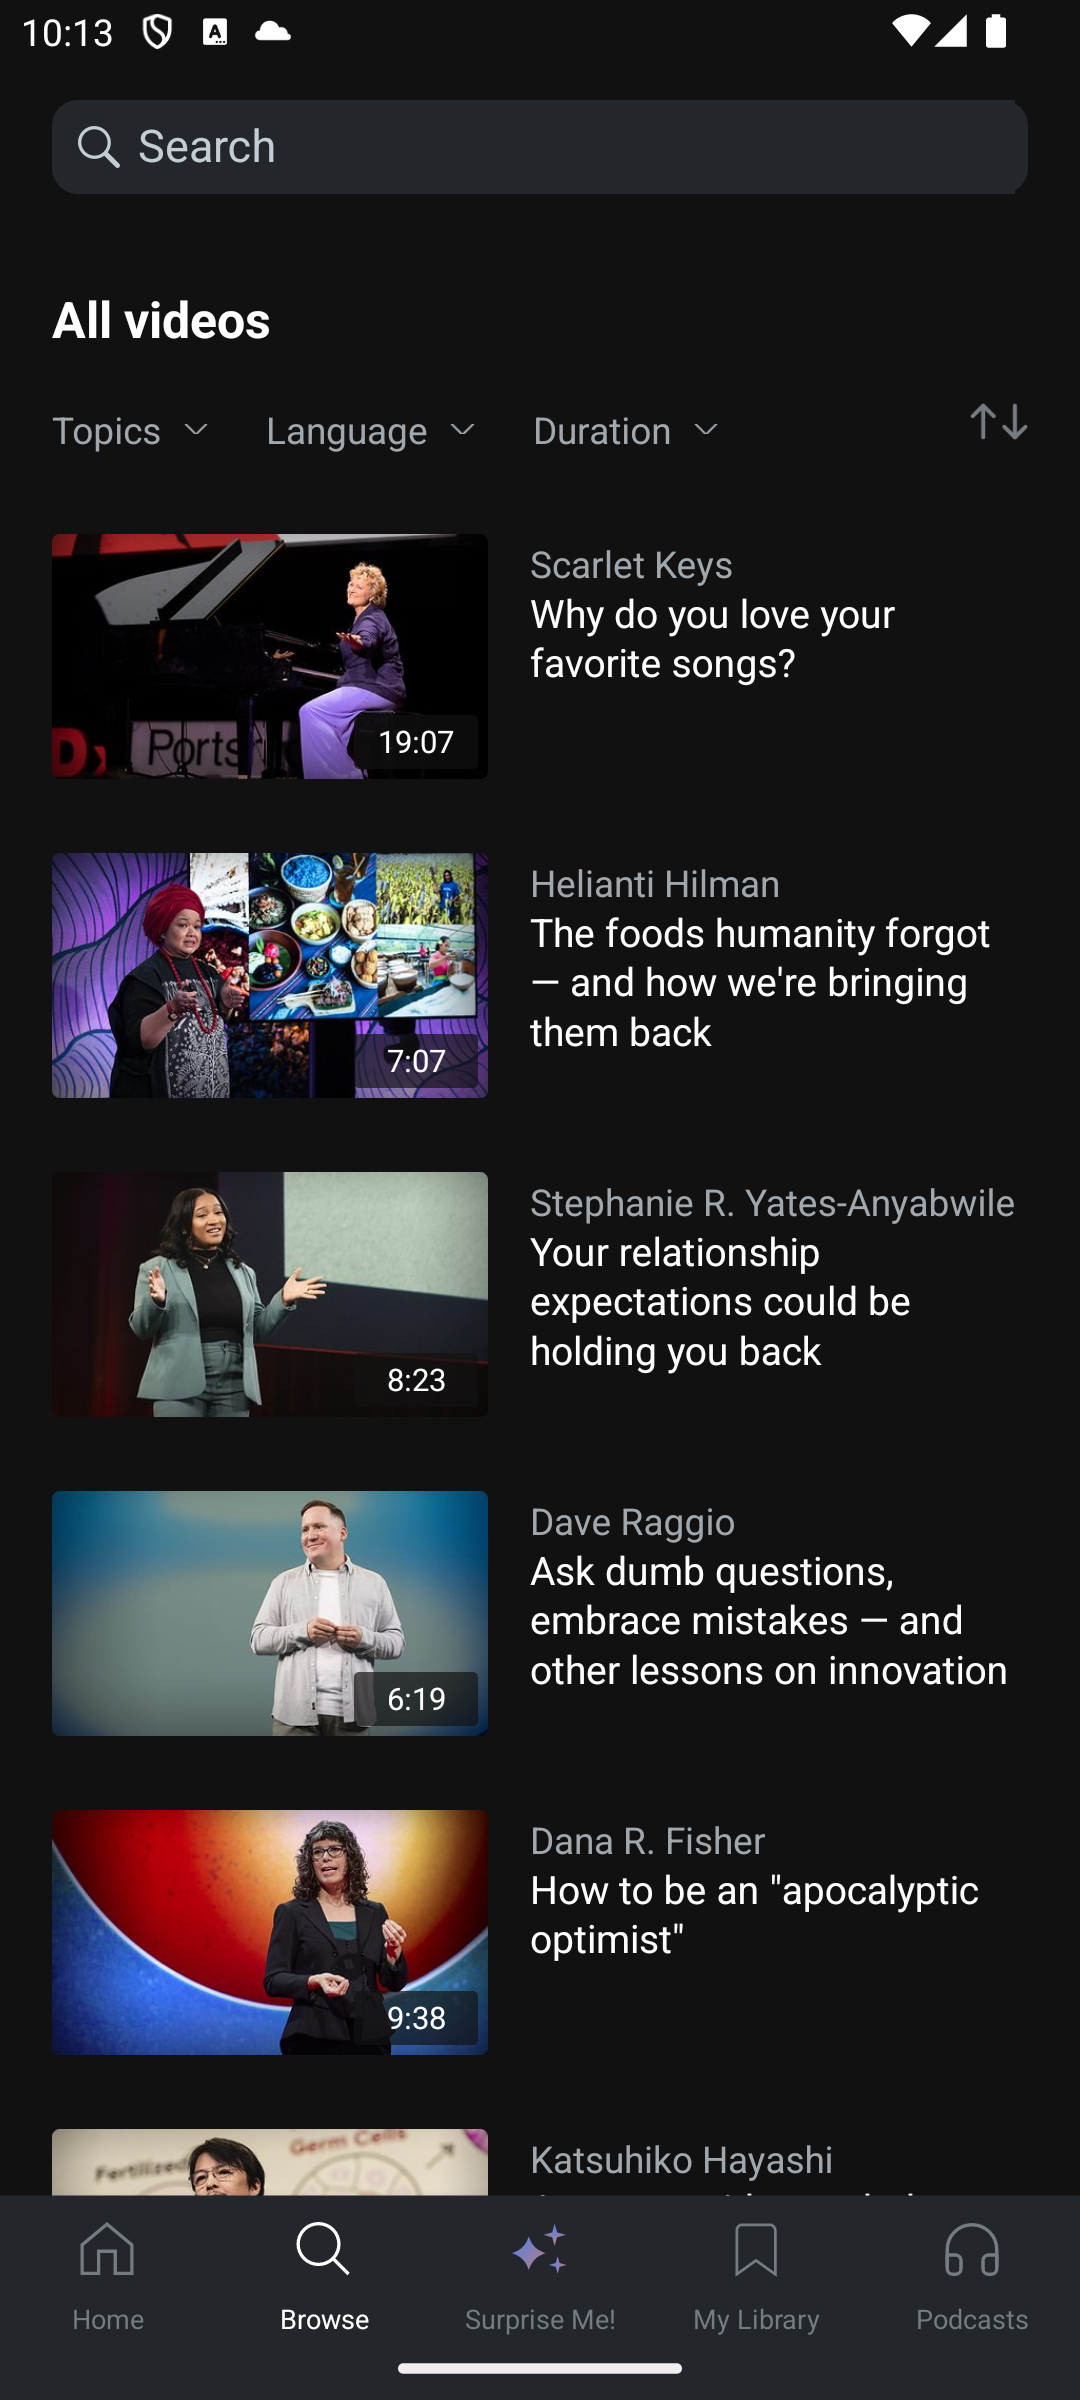 10:13
Search
All videos
Topics
Language
Duration
Scarlet Keys
Why do you love your
favorite songs?
19:07
Helianti Hilman
The foods humanity forgot
— and how we're bringing
them back
7:07
Stephanie R. Yates-Anyabwile
Your relationship
expectations could be
holding you back
8:23
Dave Raggio
Ask dumb questions,
embrace mistakes — and
other lessons on innovation
6:19
Dana R. Fisher
How to be an "apocalyptic
optimist"
9:38
Germ Cells
Fertilized
Katsuhiko Hayashi
Home
Browse
Surprise Me!
My Library
Podcasts